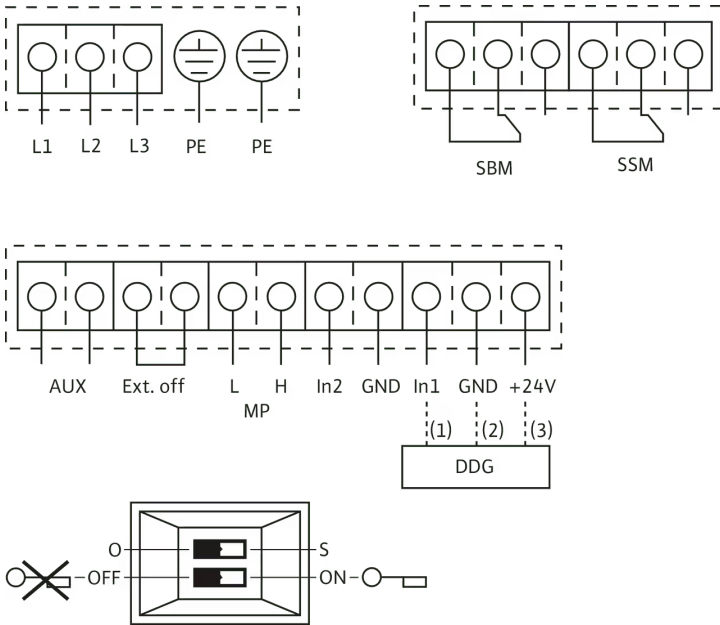 L1 L2 L3 PE PE
SBM SSM
AUX Ext. off L H In2 GND In1 GND +24V
MP
(1) (2) (3)
DDG
O S
OFF ON